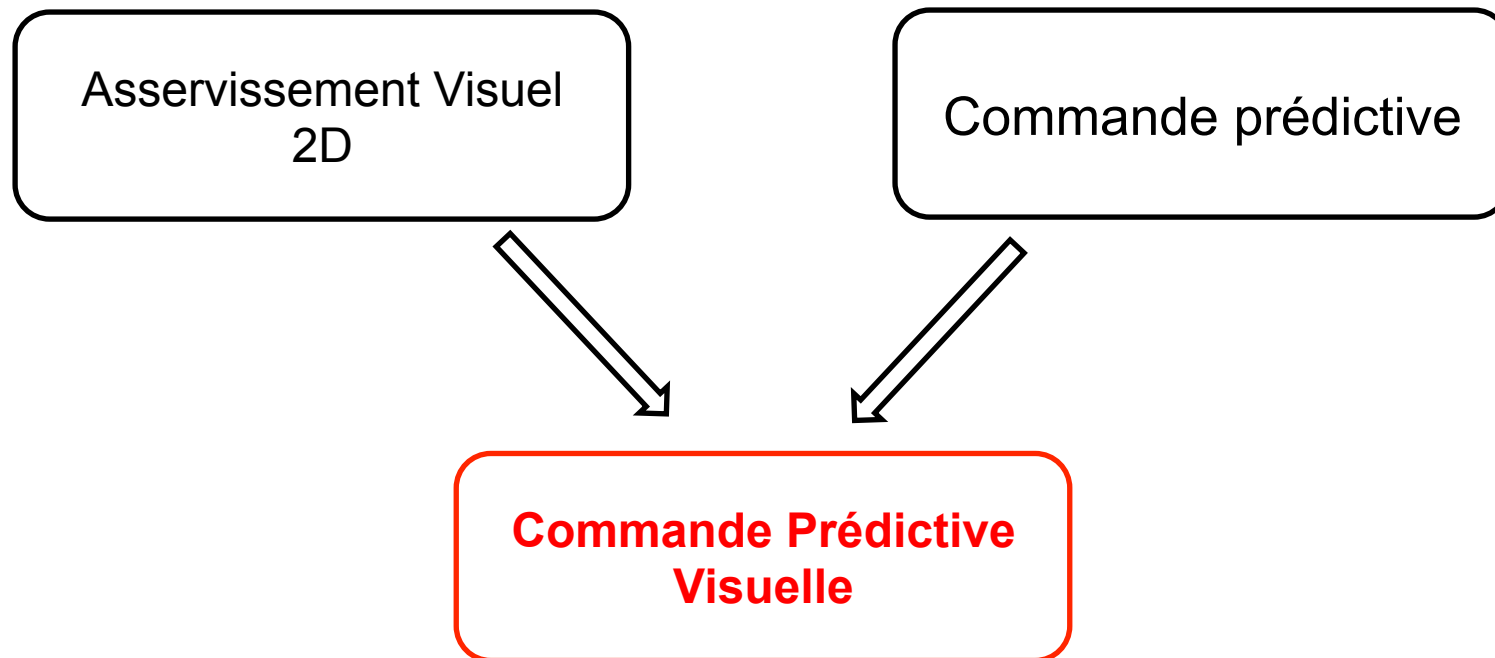 Asservissement Visuel
2D
Commande prédictive
Commande Prédictive
Visuelle